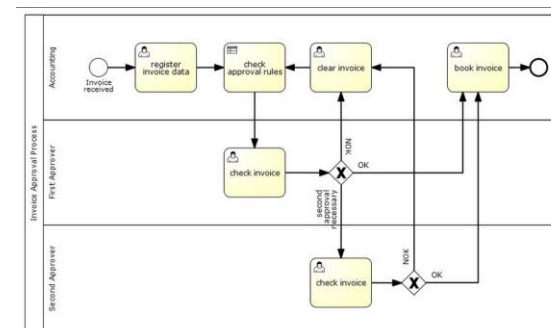 Invoice Approval Process
Accounting
Invoice
received
register
invoice data
check
approval rules
clear invoice
book invoice
First Approver
check invoice
NOK
OK
second
approval
necessary
Second Approver
check invoice
NOK
OK